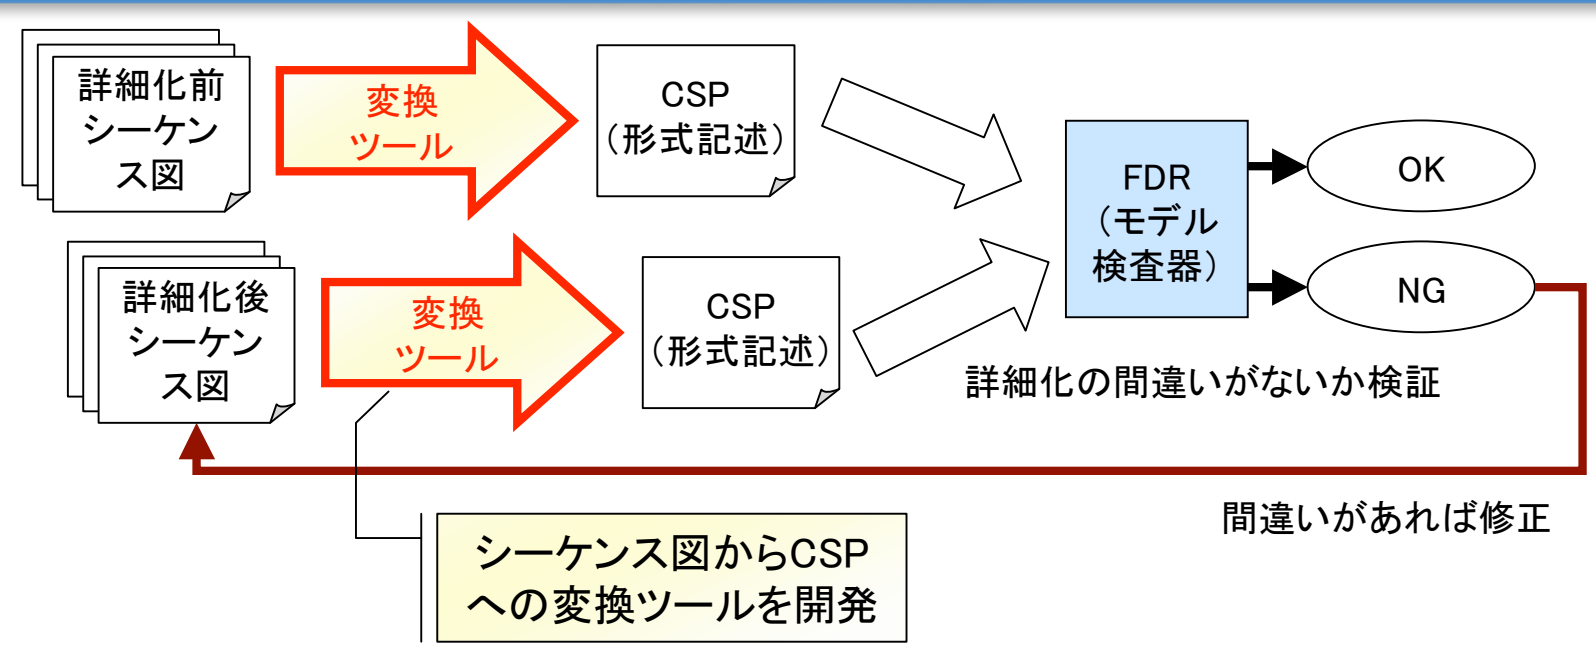 詳細化前
シーケン
ス図
変換
ツール
CSP
（形式記述）
FDR
（モデル
検査器）
OK
NG
詳細化後
シーケン
ス図
変換
ツール
CSP
（形式記述）
詳細化の間違いがないか検証
間違いがあれば修正
シーケンス図からCSP
への変換ツールを開発